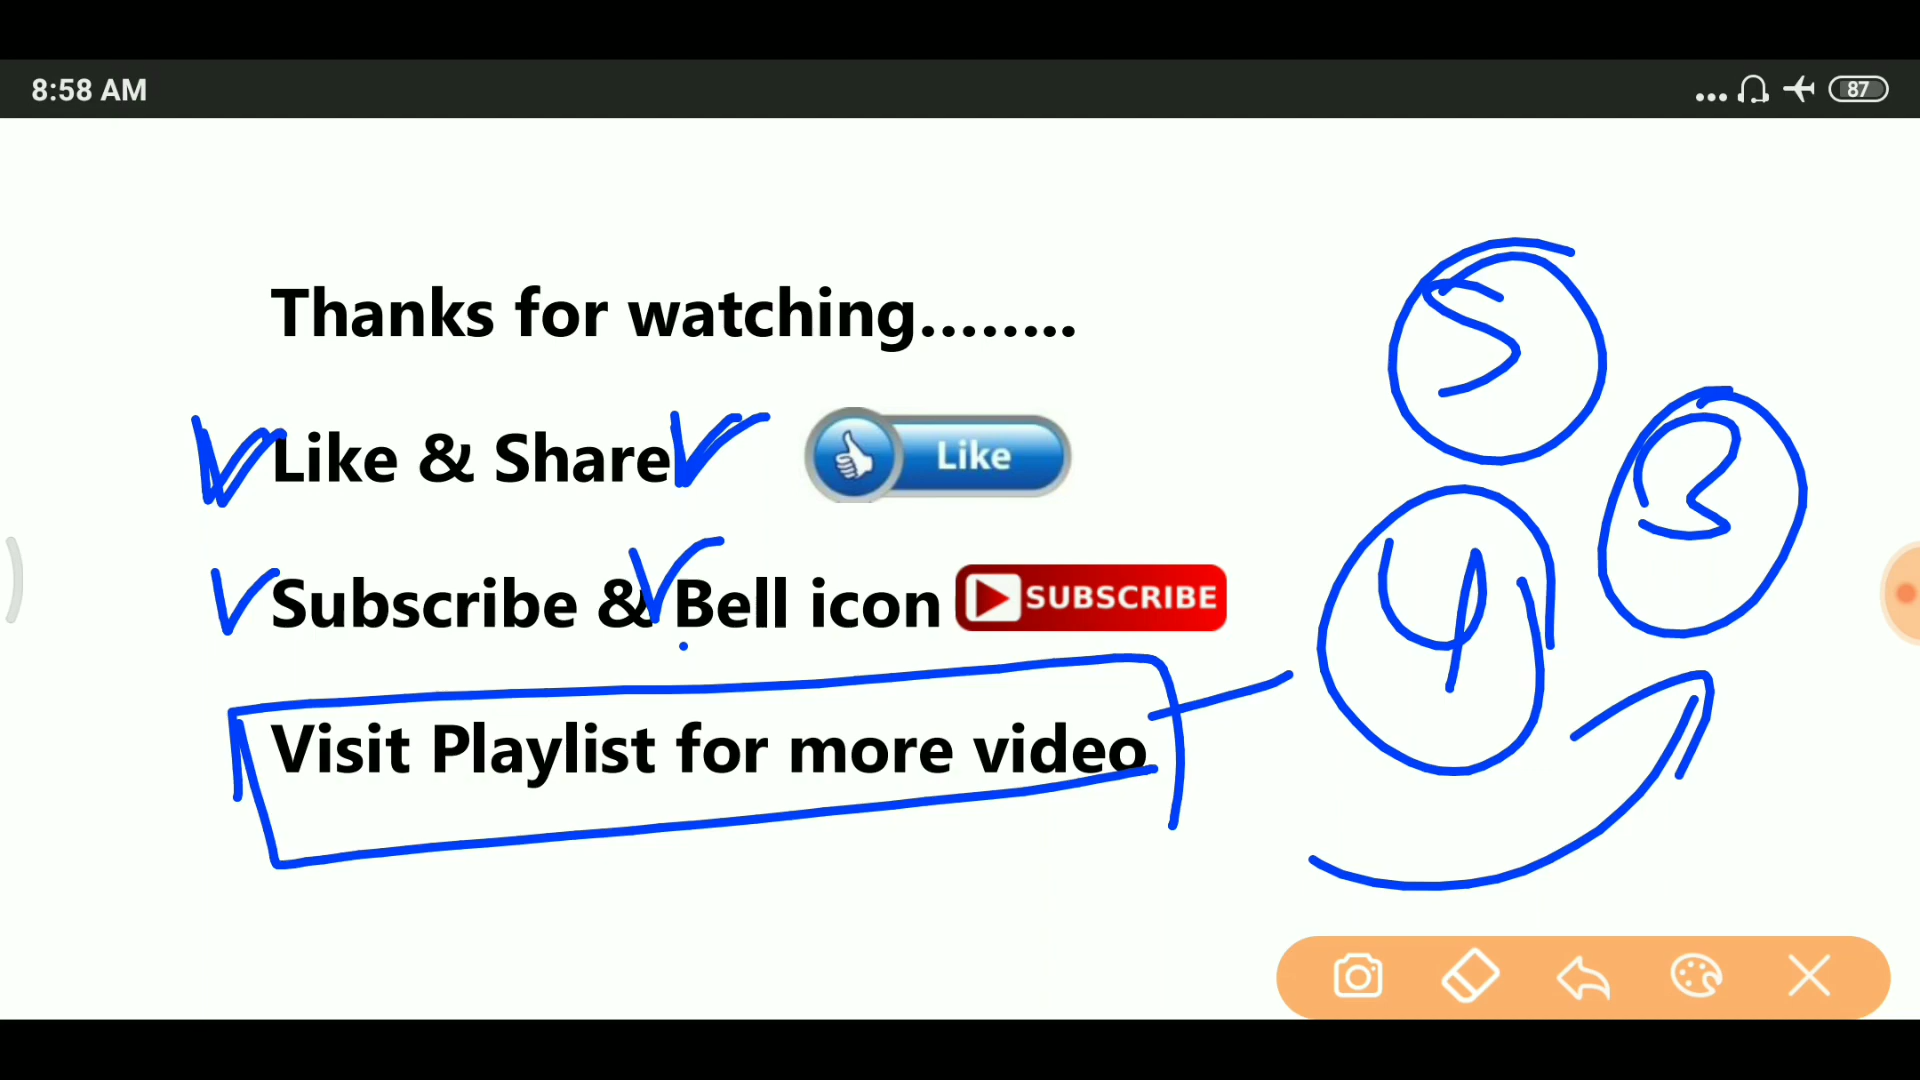 8:58 AM
87
Thanks for watching........
Like & Share
Like
Subscribe & Bell icon
SUBSCRIBE
Visit Playlist for more video
5
3
4